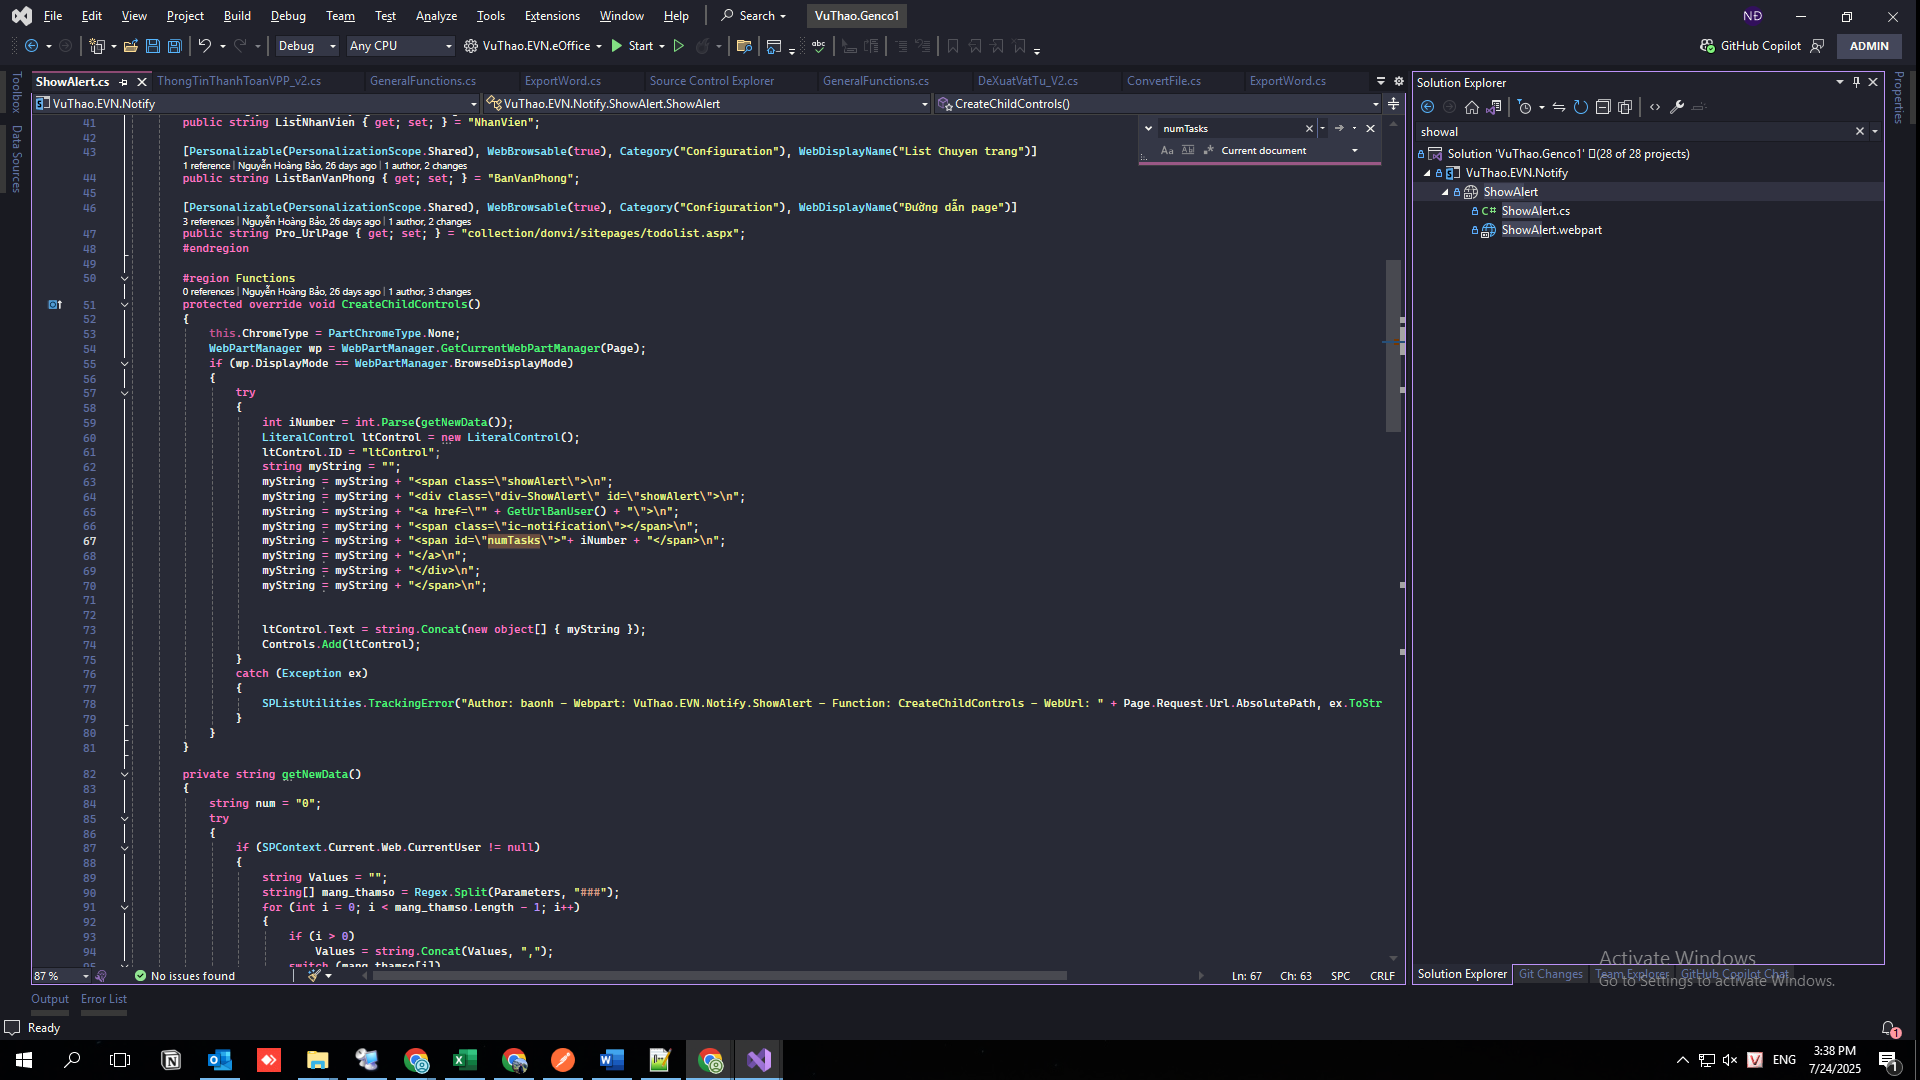 File Edit View Project Build Debug Team Test Analyze Tools Extensions Window Help Search VuThao.Genco1 NĐ
Debug Any CPU VuThao.EVN.eOffice Start GitHub Copilot ADMIN
ShowAlert.cs ThongTinThanhToanVPP_v2.cs GeneralFunctions.cs ExportWord.cs Source Control Explorer GeneralFunctions.cs DeXuatVatTu_V2.cs ConvertFile.cs ExportWord.cs
VuThao.EVN.Notify VuThao.EVN.Notify.ShowAlert.ShowAlert CreateChildControls()
Toolbox
Data Sources
numTasks
Aa Current document
41 public string ListNhanVien { get; set; } = "NhanVien";
42
43 [Personalizable(PersonalizationScope.Shared), WebBrowsable(true), Category("Configuration"), WebDisplayName("List Chuyen trang")]
1 reference | Nguyễn Hoàng Bảo, 26 days ago | 1 author, 2 changes
44 public string ListBanVanPhong { get; set; } = "BanVanPhong";
45
46 [Personalizable(PersonalizationScope.Shared), WebBrowsable(true), Category("Configuration"), WebDisplayName("Đường dẫn page")]
3 references | Nguyễn Hoàng Bảo, 26 days ago | 1 author, 2 changes
47 public string Pro_UrlPage { get; set; } = "collection/donvi/sitepages/todolist.aspx";
48 #endregion
49
50 #region Functions
0 references | Nguyễn Hoàng Bảo, 26 days ago | 1 author, 3 changes
51 protected override void CreateChildControls()
52 {
53 this.ChromeType = PartChromeType.None;
54 WebPartManager wp = WebPartManager.GetCurrentWebPartManager(Page);
55 if (wp.DisplayMode == WebPartManager.BrowseDisplayMode)
56 {
57 try
58 {
59 int iNumber = int.Parse(getNewData());
60 LiteralControl ltControl = new LiteralControl();
61 ltControl.ID = "ltControl";
62 string myString = "";
63 myString = myString + "<span class=\"showAlert\">\n";
64 myString = myString + "<div class=\"div-ShowAlert\" id=\"showAlert\">\n";
65 myString = myString + "<a href=\"" + GetUrlBanUser() + "\">\n";
66 myString = myString + "<span class=\"ic-notification\"></span>\n";
67 myString = myString + "<span id=\"numTasks\">"+ iNumber + "</span>\n";
68 myString = myString + "</a>\n";
69 myString = myString + "</div>\n";
70 myString = myString + "</span>\n";
71
72
73 ltControl.Text = string.Concat(new object[] { myString });
74 Controls.Add(ltControl);
75 }
76 catch (Exception ex)
77 {
78 SPListUtilities.TrackingError("Author: baonh - Webpart: VuThao.EVN.Notify.ShowAlert - Function: CreateChildControls - WebUrl: " + Page.Request.Url.AbsolutePath, ex.ToStr
79 }
80 }
81 }
82 private string getNewData()
83 {
84 string num = "0";
85 try
86 {
87 if (SPContext.Current.Web.CurrentUser != null)
88 {
89 string Values = "";
90 string[] mang_thamso = Regex.Split(Parameters, "###");
91 for (int i = 0; i < mang_thamso.Length - 1; i++)
92 {
93 if (i > 0)
94 Values = string.Concat(Values, ",");
95 switch (mang_thamso[i])
87 % No issues found Ln: 67 Ch: 63 SPC CRLF
Output Error List
Ready
Solution Explorer
showal
Solution 'VuThao.Genco1' (28 of 28 projects)
VuThao.EVN.Notify
ShowAlert
C# ShowAlert.cs
ShowAlert.webpart
Properties
Activate Windows
Go to Settings to activate Windows.
Solution Explorer Git Changes Team Explorer GitHub Copilot Chat
1
V ENG 3:38 PM
7/24/2025
1